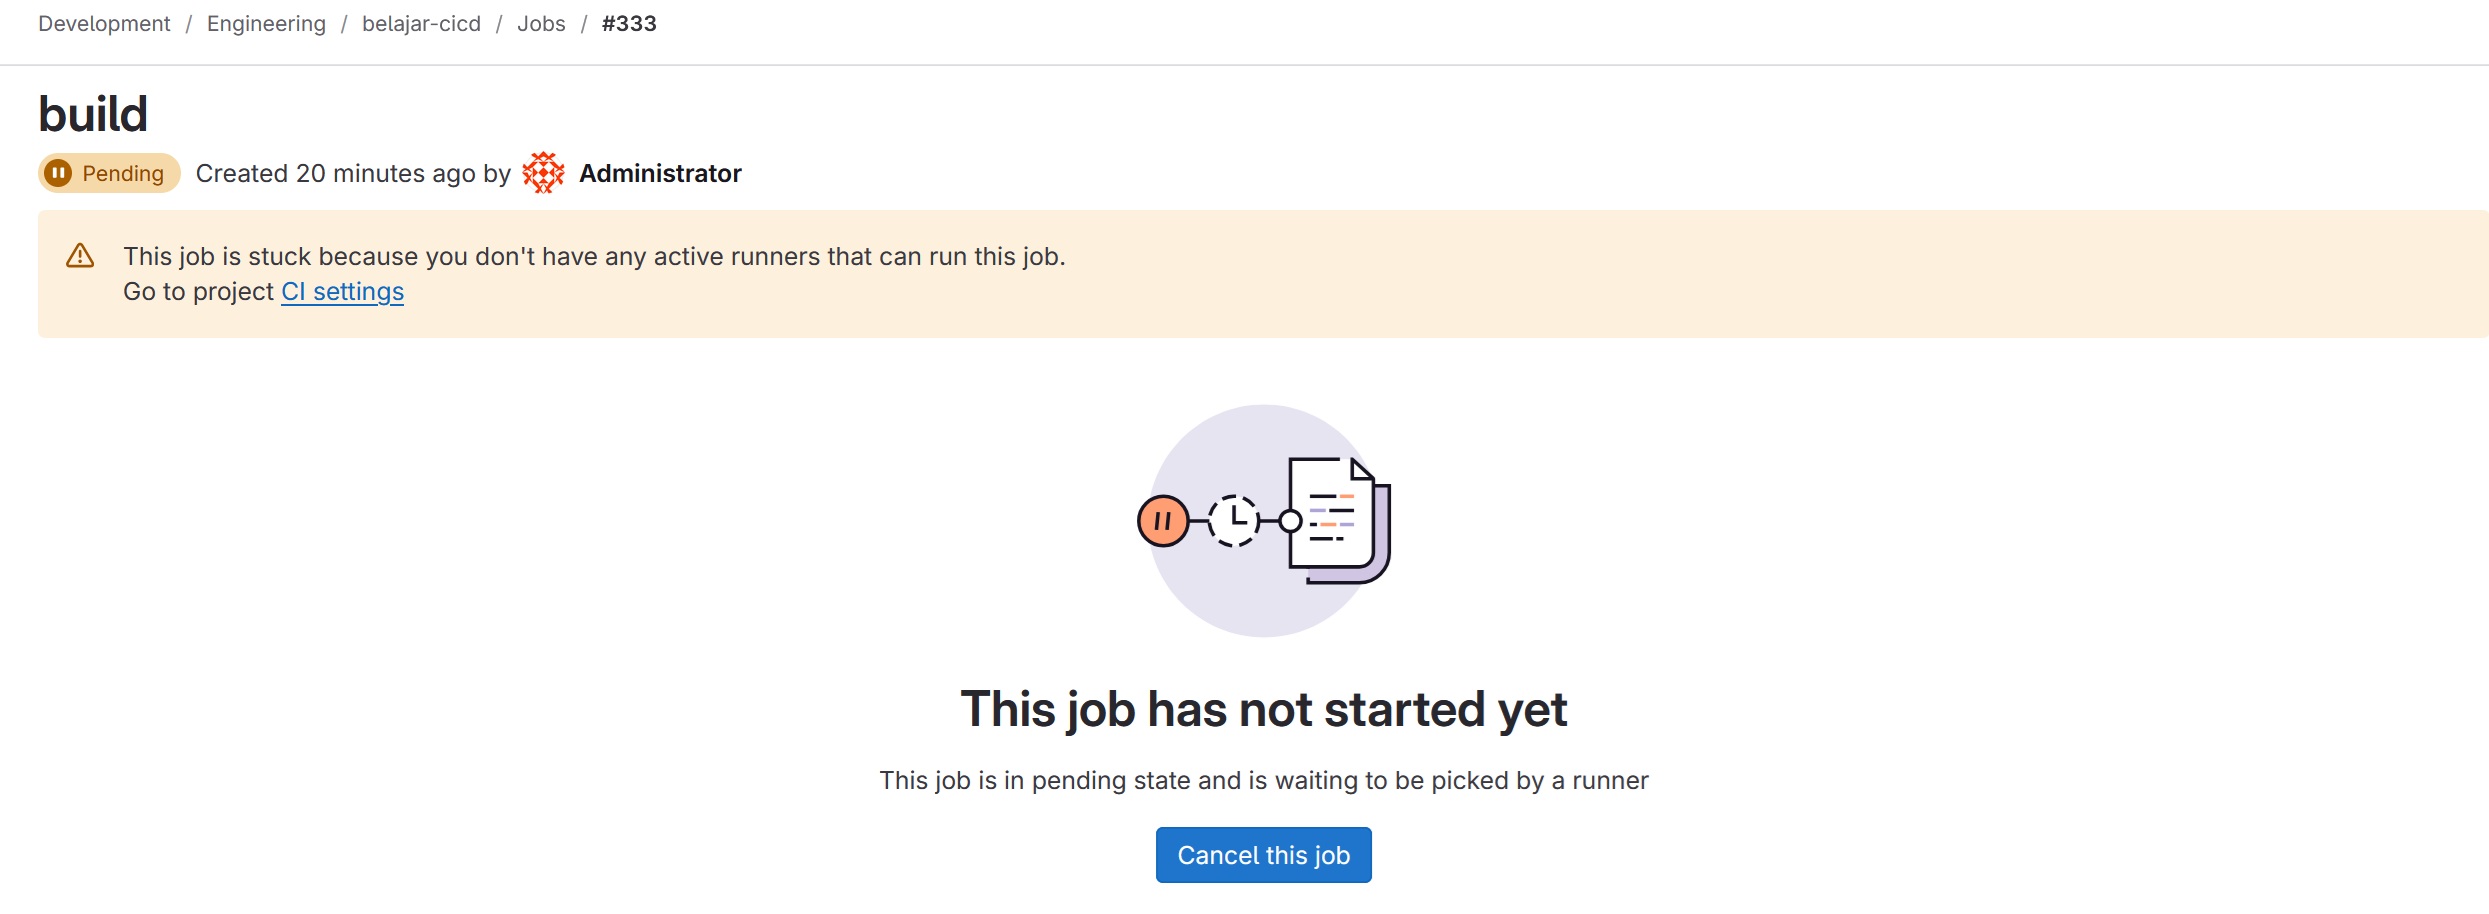 Development / Engineering / belajar-cicd / Jobs / #333
build
Pending Created 20 minutes ago by Administrator
This job is stuck because you don't have any active runners that can run this job.
Go to project CI settings
This job has not started yet
This job is in pending state and is waiting to be picked by a runner
Cancel this job